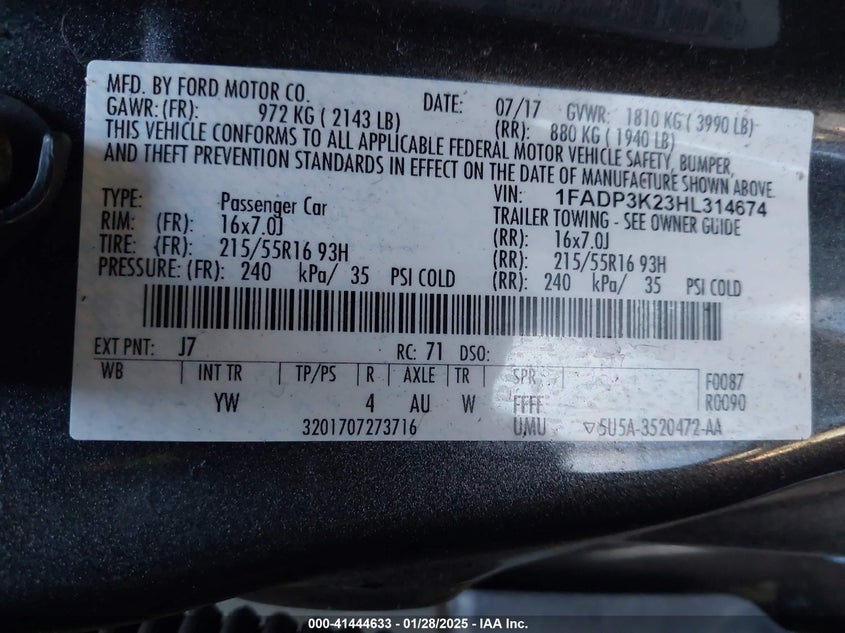 MFD. BY FORD MOTOR CO. DATE: 07/17 GVWR: 1810 KG ( 3990 LB)
GAWR: (FR): 972 KG ( 2143 LB) (RR): 880 KG ( 1940 LB)
THIS VEHICLE CONFORMS TO ALL APPLICABLE FEDERAL MOTOR VEHICLE SAFETY, BUMPER,
AND THEFT PREVENTION STANDARDS IN EFFECT ON THE DATE OF MANUFACTURE SHOWN ABOVE.
VIN: 1FADP3K23HL314674
TYPE: Passenger Car TRAILER TOWING - SEE OWNER GUIDE
RIM: (FR): 16x7.0J (RR): 16x7.0J
TIRE: (FR): 215/55R16 93H (RR): 215/55R16 93H
PRESSURE: (FR): 240 kPa/ 35 PSI COLD (RR): 240 kPa/ 35 PSI COLD
EXT PNT: J7 RC: 71 DSO:
WB INT TR TP/PS R AXLE TR SPR F0087
YW 4 AU W FFFF R0090
3201707273716 UMU ▽5U5A-3520472-AA
000-41444633 - 01/28/2025 - IAA Inc.